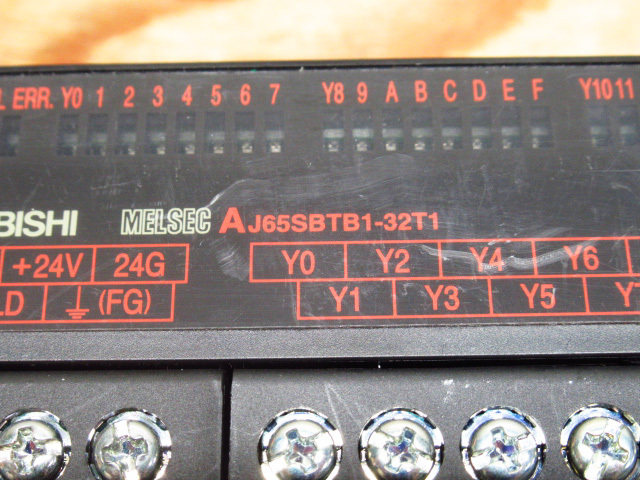 L ERR. Y0 1 2 3 4 5 6 7 Y8 9 A B C D E F Y10 11
BISHI MELSEC AJ65SBTB1-32T1
+24V 24G Y0 Y2 Y4 Y6
LD (FG) Y1 Y3 Y5 Y7